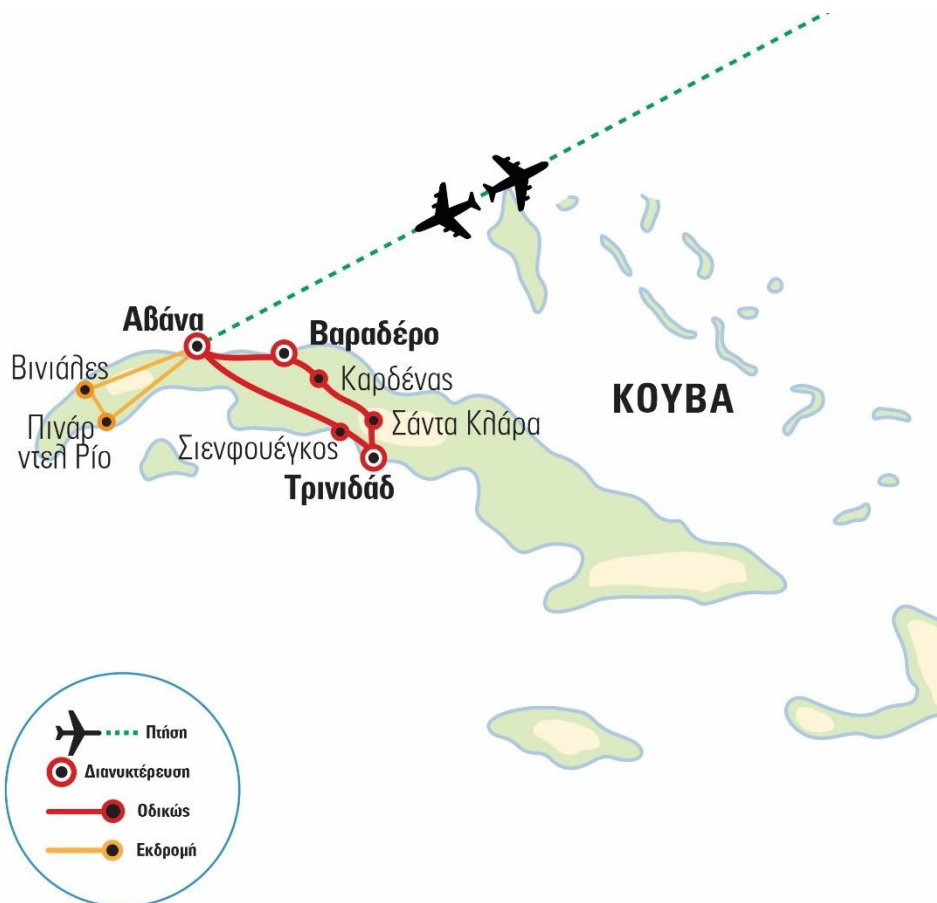 Αβάνα
Βαραδέρο
Βινιάλες
Καρδένας
ΚΟΥΒΑ
Πινάρ
ντελ Ρίο
Σάντα Κλάρα
Σιενφουέγκος
Τρινιδάδ
Πτήση
Διανυκτέρευση
Οδικώς
Εκδρομή